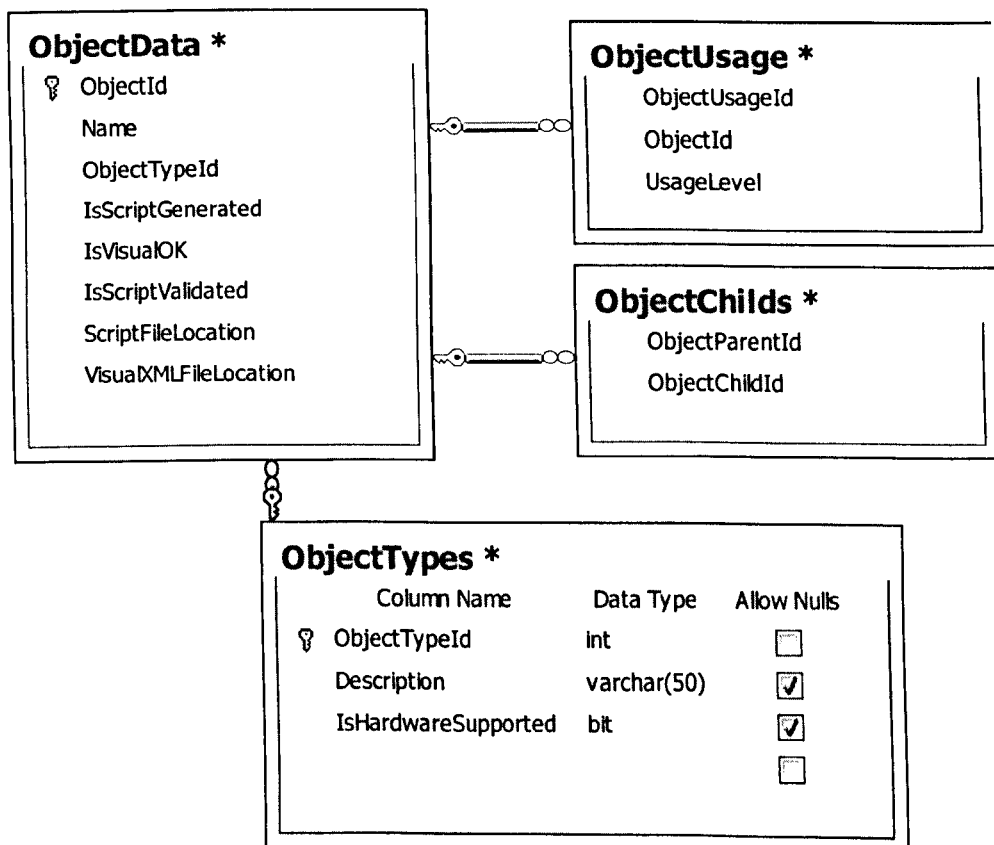 ObjectData *
ObjectId
Name
ObjectTypeId
IsScriptGenerated
IsVisualOK
IsScriptValidated
ScriptFileLocation
VisualXMLFileLocation
ObjectUsage *
ObjectUsageId
ObjectId
UsageLevel
ObjectChilds *
ObjectParentId
ObjectChildId
ObjectTypes *
Column Name Data Type Allow Nulls
ObjectTypeId int
Description varchar(50)
IsHardwareSupported bit